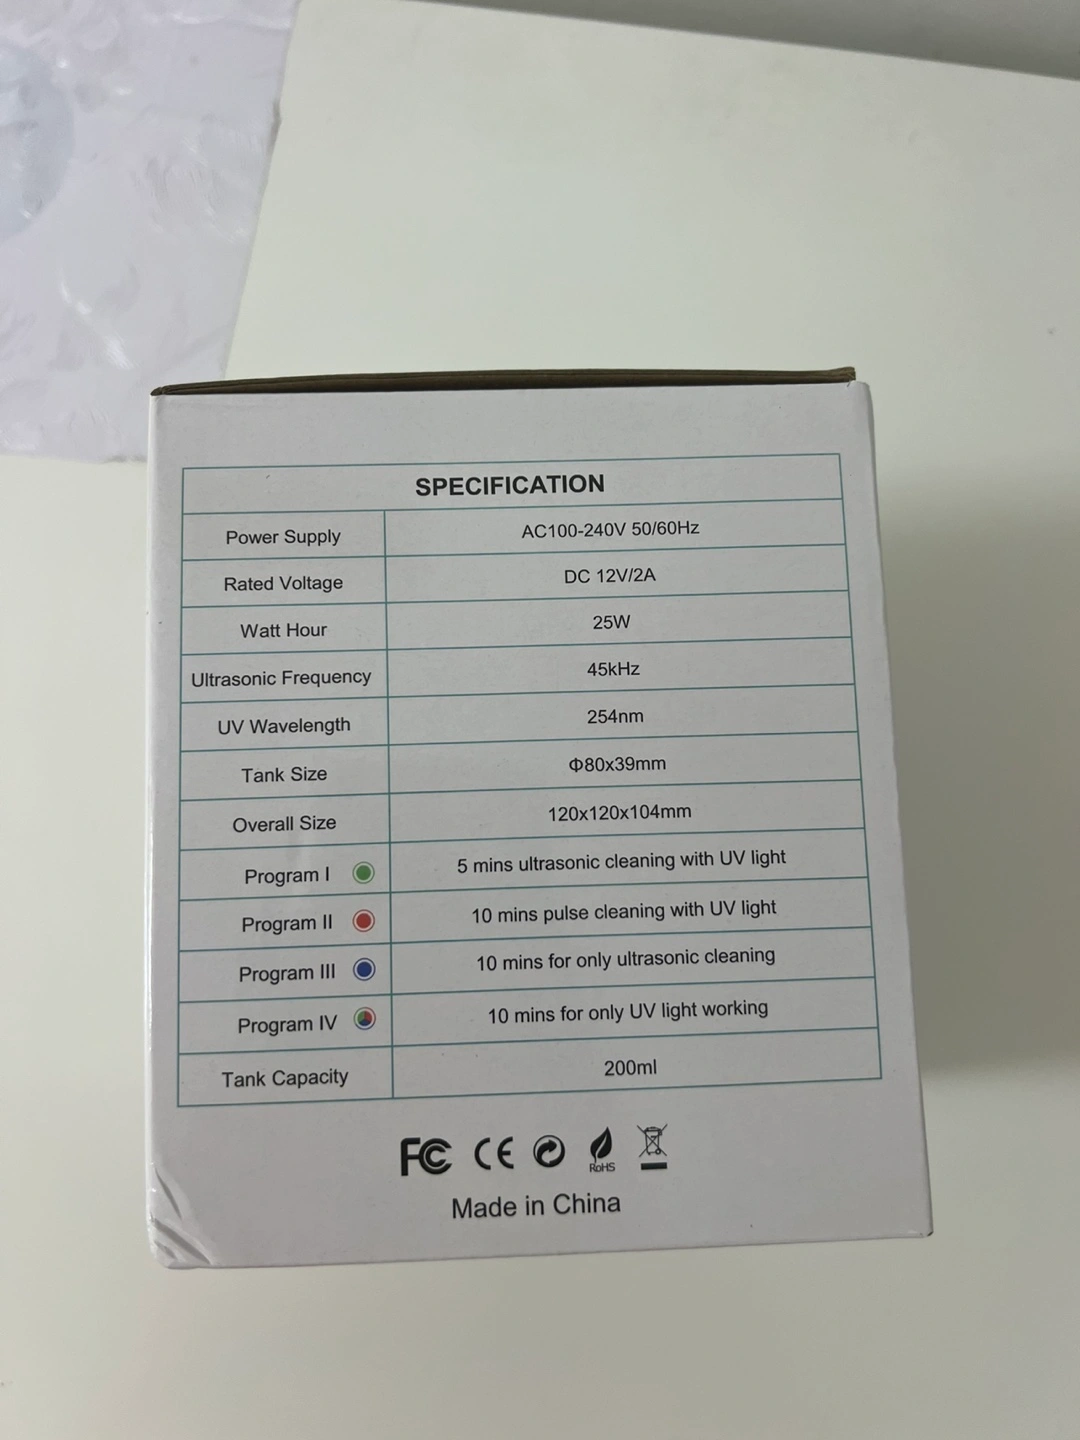 SPECIFICATION
Power Supply AC100-240V 50/60Hz
Rated Voltage DC 12V/2A
Watt Hour 25W
Ultrasonic Frequency 45kHz
UV Wavelength 254nm
Tank Size Φ80x39mm
Overall Size 120x120x104mm
Program I 5 mins ultrasonic cleaning with UV light
Program II 10 mins pulse cleaning with UV light
Program III 10 mins for only ultrasonic cleaning
Program IV 10 mins for only UV light working
Tank Capacity 200ml
FC CE RoHS
Made in China